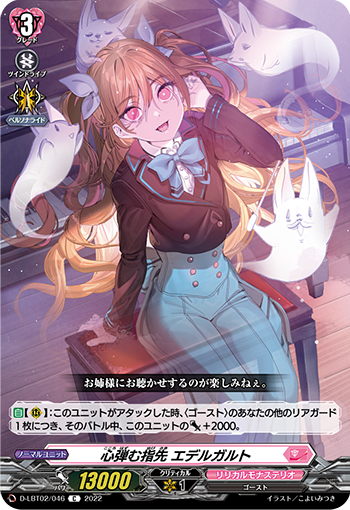 3
グレード
ツインドライブ
ペルソナライド
お姉様にお聴かせするのが楽しみねぇ。
【】:このユニットがアタックした時、〈ゴースト〉のあなたの他のリアガード
1枚につき、そのバトル中、このユニットの+2000。
ノーマルユニット
心弾む指先 エデルガルト
リリカルモナステリオ
パワー
13000
クリティカル
1
ゴースト
D-LBT02/046 C 2022
イラスト/こよいみつき